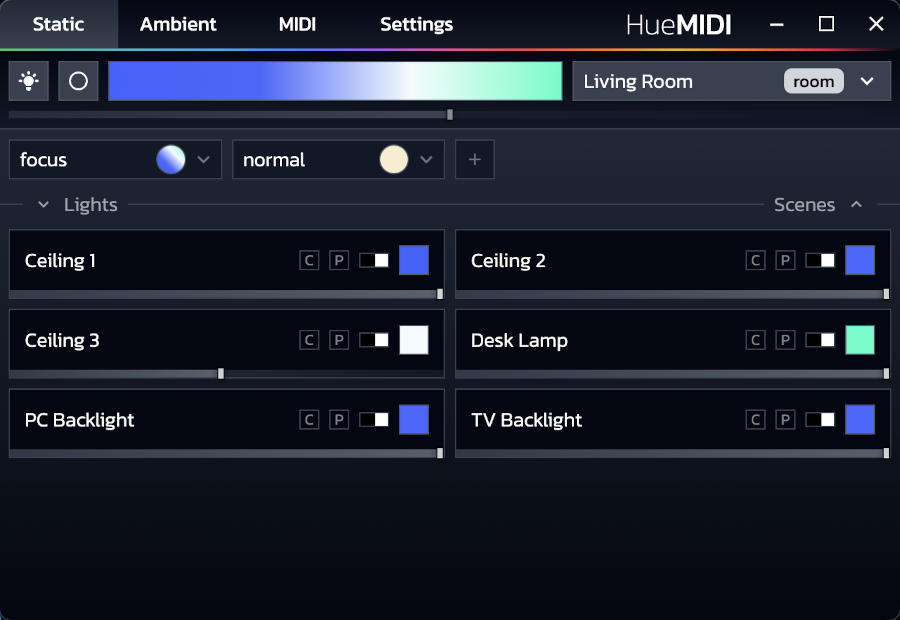 Static Ambient MIDI Settings HueMIDI
Living Room room
focus normal
Lights Scenes
Ceiling 1 C P Ceiling 2 C P
Ceiling 3 C P Desk Lamp C P
PC Backlight C P TV Backlight C P